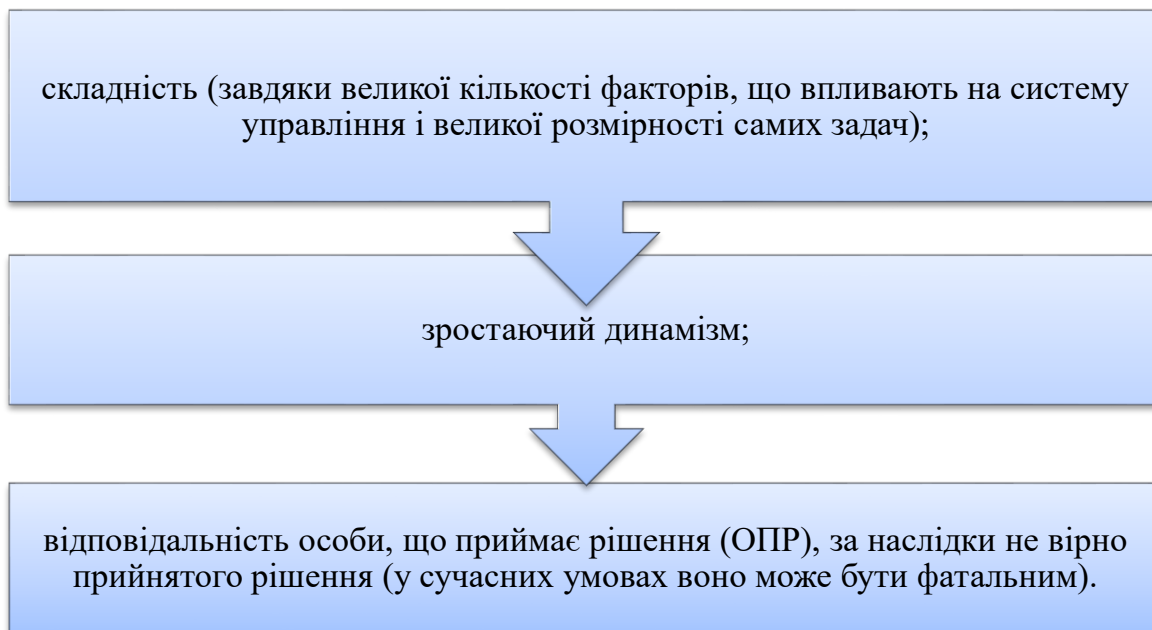 складність (завдяки великої кількості факторів, що впливають на систему
управління і великої розмірності самих задач);
зростаючий динамізм;
відповідальність особи, що приймає рішення (ОПР), за наслідки не вірно
прийнятого рішення (у сучасних умовах воно може бути фатальним).